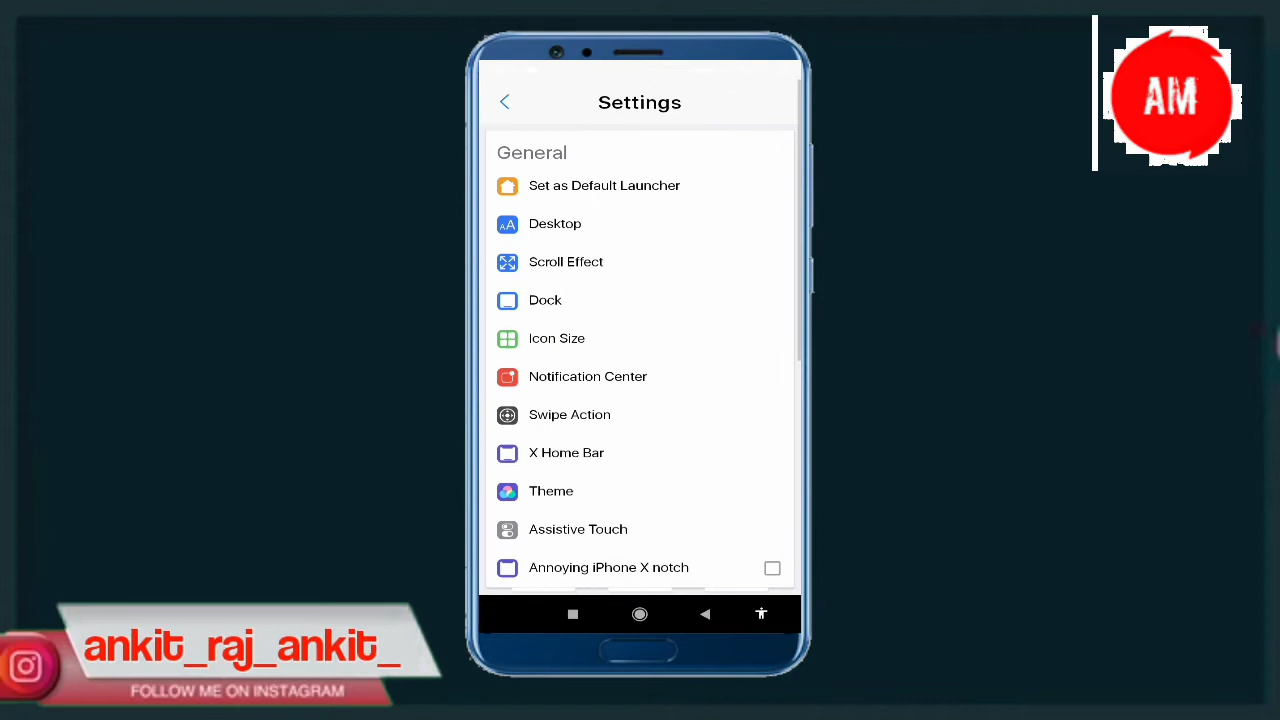 AM
Settings
General
Set as Default Launcher
AA Desktop
Scroll Effect
Dock
Icon Size
Notification Center
Swipe Action
X Home Bar
Theme
Assistive Touch
Annoying iPhone X notch
ankit_raj_ankit_
FOLLOW ME ON INSTAGRAM